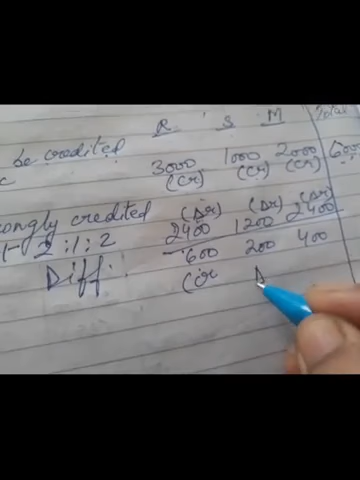 R S M Total
be credited
3000 1000 2000 6000
(Cr) (Cr) (Cr)
ongly credited (Dr) (Dr) (Dr)
2:1:2 2400 1200 2400
Diff. 600 200 400
(Cr D